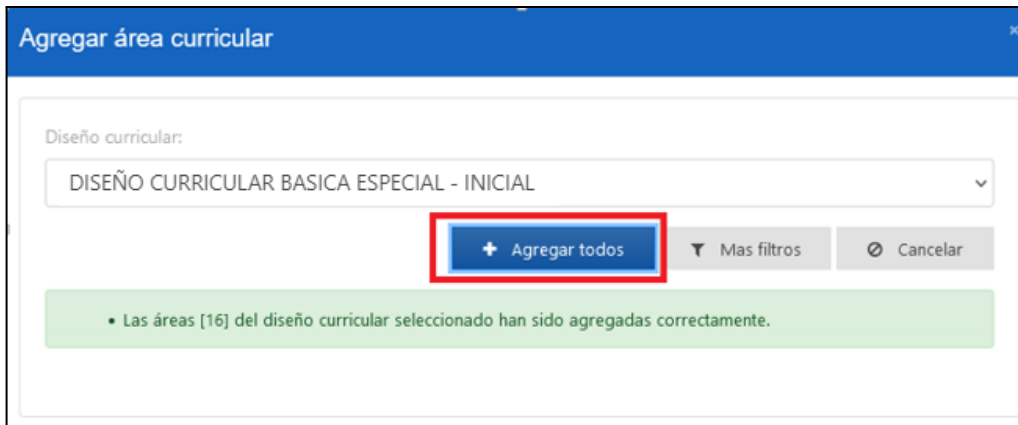 Agregar área curricular
Diseño curricular:
DISEÑO CURRICULAR BASICA ESPECIAL - INICIAL
Agregar todos Mas filtros Cancelar
• Las áreas [16] del diseño curricular seleccionado han sido agregadas correctamente.